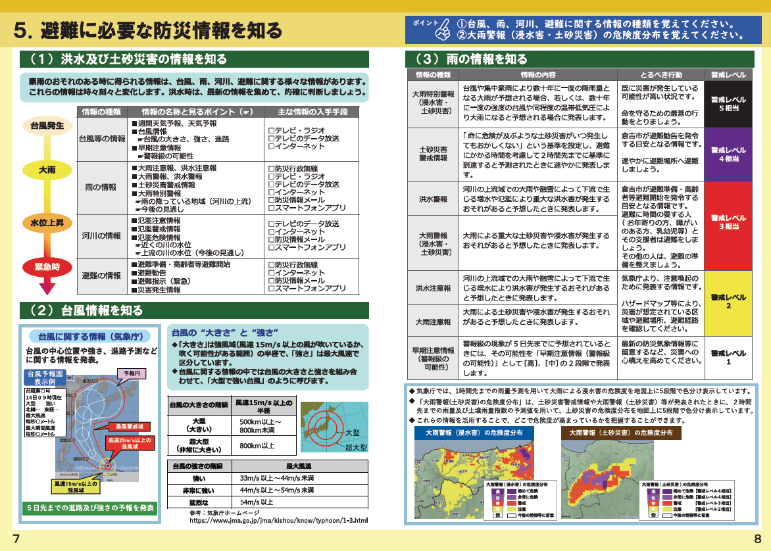 5. 避難に必要な防災情報を知る
(1)洪水及び土砂災害の情報を知る
豪雨のおそれのある時に得られる情報は、台風、雨、河川、避難に関する様々な情報があります。
これらの情報は時々刻々と変化します。洪水時は、最新の情報を集めて、的確に判断しましょう。
情報の種類
情報の名称と見るポイント(☞)
主な情報の入手手段
台風発生
大雨
水位上昇
緊急時
台風等の情報
■週間天気予報、天気予報
■台風情報
☞台風の大きさ、強さ、進路
■早期注意情報
☞警報級の可能性
□テレビ・ラジオ
□テレビのデータ放送
□インターネット
雨の情報
■大雨注意報、洪水注意報
■大雨警報、洪水警報
■土砂災害警戒情報
■大雨特別警報
☞雨の降っている地域(河川の上流)
☞今後の見通し
□防災行政無線
□テレビ・ラジオ
□テレビのデータ放送
□インターネット
□防災情報メール
□スマートフォンアプリ
河川の情報
■氾濫注意情報
■氾濫警戒情報
■氾濫危険情報
☞近くの川の水位
☞上流の川の水位(今後の見通し)
□テレビのデータ放送
□インターネット
□防災情報メール
□スマートフォンアプリ
避難の情報
■避難準備・高齢者等避難開始
■避難勧告
■避難指示(緊急)
■災害発生情報
□防災行政無線
□インターネット
□防災情報メール
□スマートフォンアプリ
(2)台風情報を知る
台風に関する情報(気象庁)
台風の中心位置や強さ、進路予測など
に関する情報を発表。
台風予報図
表示例
予報円
暴風警戒域
風速25m/s以上の
暴風域
風速15m/s以上の
強風域
5日先までの進路及び強さの予報を発表
台風の“大きさ”と“強さ”
◆「大きさ」は強風域(風速15m/s以上の風が吹いているか、
吹く可能性がある範囲)の半径で、「強さ」は最大風速で
区分しています。
◆台風に関する情報の中では台風の大きさと強さを組み合
わせて、「大型で強い台風」のように呼びます。
台風の大きさの階級
風速15m/s以上の
半径
大型
(大きい)
500km以上~
800km未満
超大型
(非常に大きい)
800km以上
大型
超大型
台風の強さの階級
最大風速
強い
33m/s以上~44m/s未満
非常に強い
44m/s以上~54m/s未満
猛烈な
54m/s以上
参考:気象庁ホームページ
https://www.jma.go.jp/jma/kishou/know/typhoon/1-3.html
7
ポイント
①台風、雨、河川、避難に関する情報の種類を覚えてください。
②大雨警報(浸水害・土砂災害)の危険度分布を覚えてください。
(3)雨の情報を知る
情報の種類
情報の内容
とるべき行動
警戒レベル
大雨特別警報
(浸水害・
土砂災害)
台風や集中豪雨により数十年に一度の降雨量と
なる大雨が予想される場合、若しくは、数十年
に一度の強度の台風や同程度の温帯低気圧によ
り大雨になると予想される場合に発表します。
既に災害が発生している
可能性が高い状況です。
命を守るための最善の行
動をとりましょう。
警戒レベル
5相当
土砂災害
警戒情報
「命に危険が及ぶような土砂災害がいつ発生し
てもおかしくない」という基準を設定し、避難
にかかる時間を考慮して2時間先までに基準に
到達すると予測されたときに速やかに発表しま
す。
倉吉市が避難勧告を発令
する目安となる情報です。
速やかに避難場所へ避難
しましょう。
警戒レベル
4相当
洪水警報
河川の上流域での大雨や融雪によって下流で生
じる増水や氾濫により重大な洪水が発生する
おそれがあると予想したときに発表します。
大雨警報
(浸水害・
土砂災害)
大雨による重大な土砂災害や浸水害が発生する
おそれがあると予想したときに発表します。
倉吉市が避難準備・高齢
者等避難開始を発令する
目安となる情報です。
避難に時間の要する人
(お年寄りの方、障がい
のある方、乳幼児等)と
その支援者は避難をしま
しょう。
その他の人は、避難の準
備を整えましょう。
警戒レベル
3相当
洪水注意報
河川の上流域での大雨や融雪によって下流で生
じる増水により洪水が発生するおそれがある
と予想したときに発表します。
大雨注意報
大雨による土砂災害や浸水害が発生するおそれ
があると予想したときに発表します。
気象庁より、注意喚起の
ために発表する情報です。
ハザードマップ等により、
災害が想定されている区
域や避難場所、避難経路
を確認してください。
警戒レベル
2
早期注意情報
(警報級の
可能性)
警報級の現象が5日先までに予想されているとき
には、その可能性を「早期注意情報(警報級
の可能性)」として[高]、[中]の2段階で発表
します。
最新の防災気象情報等に
留意するなど、災害への
心構えを高めてください。
警戒レベル
1
◆気象庁では、1時間先までの雨量予測を用いて大雨による浸水害の危険度を地図上に5段階で色分け表示しています。
◆「大雨警報(土砂災害)の危険度分布」は、土砂災害警戒情報や大雨警報(土砂災害)等が発表されたときに、2時間
先までの雨量及び土壌雨量指数の予測値を用いて、土砂災害の危険度分布を地図上に5段階で色分け表示しています。
◆これらの情報を活用することで、どこで危険度が高まっているかを把握することができます。
大雨警報(浸水害)の危険度分布
大雨警報(土砂災害)の危険度分布
8